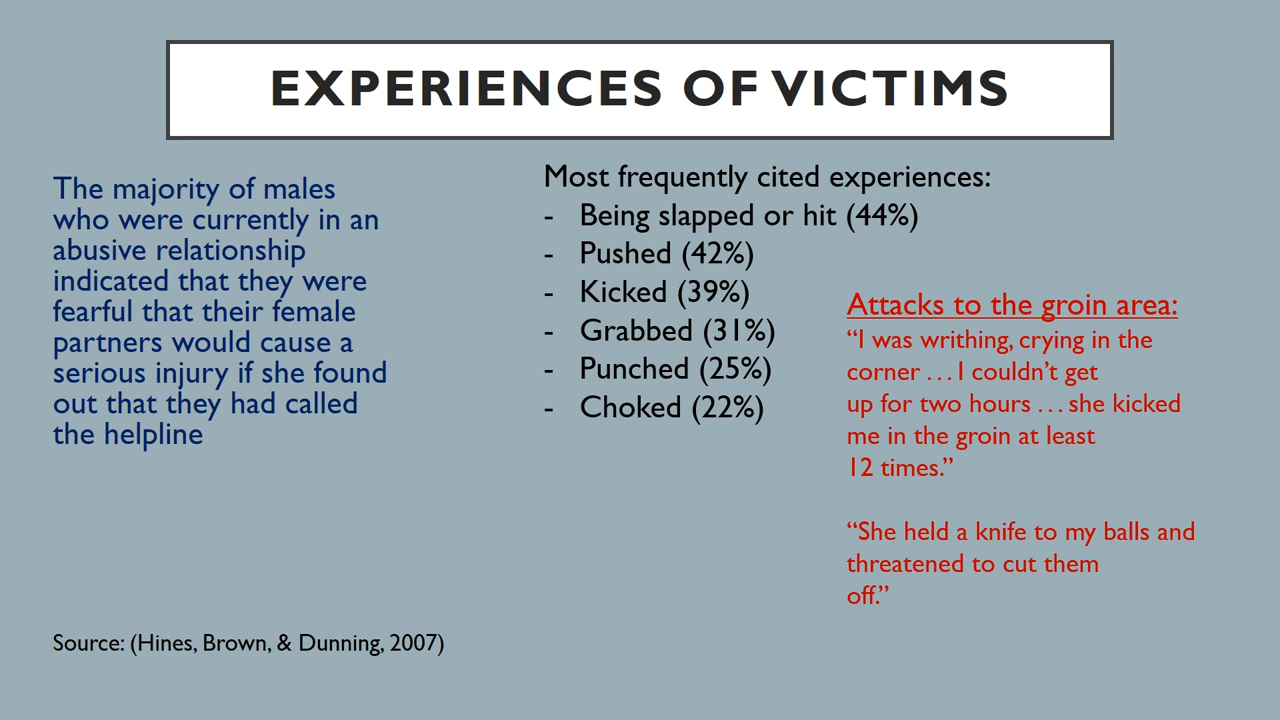 EXPERIENCES OF VICTIMS
The majority of males
who were currently in an
abusive relationship
indicated that they were
fearful that their female
partners would cause a
serious injury if she found
out that they had called
the helpline
Most frequently cited experiences:
- Being slapped or hit (44%)
- Pushed (42%)
- Kicked (39%)
- Grabbed (31%)
- Punched (25%)
- Choked (22%)
Attacks to the groin area:
“I was writhing, crying in the
corner . . . I couldn’t get
up for two hours . . . she kicked
me in the groin at least
12 times.”
“She held a knife to my balls and
threatened to cut them
off.”
Source: (Hines, Brown, & Dunning, 2007)